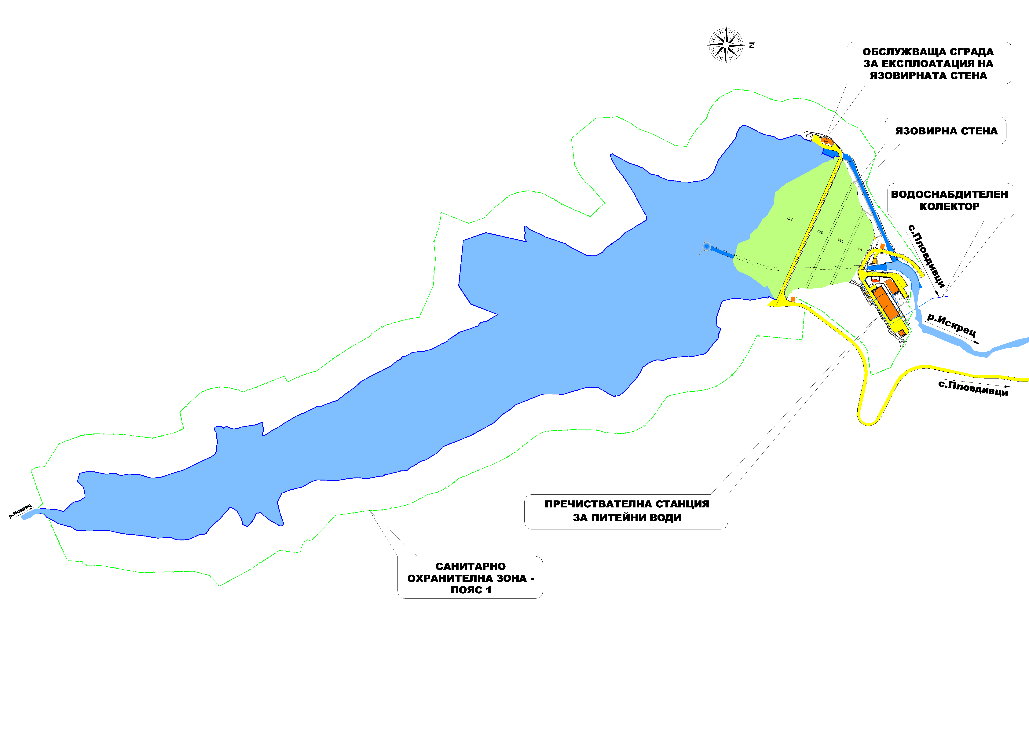 N
ОБСЛУЖВАЩА СГРАДА
ЗА ЕКСПЛОАТАЦИЯ НА
ЯЗОВИРНАТА СТЕНА
ЯЗОВИРНА СТЕНА
ВОДОСНАБДИТЕЛЕН
КОЛЕКТОР
с.Пловдивци
р.Искрец
с.Пловдивци
ПРЕЧИСТВАТЕЛНА СТАНЦИЯ
ЗА ПИТЕЙНИ ВОДИ
САНИТАРНО
ОХРАНИТЕЛНА ЗОНА -
ПОЯС 1